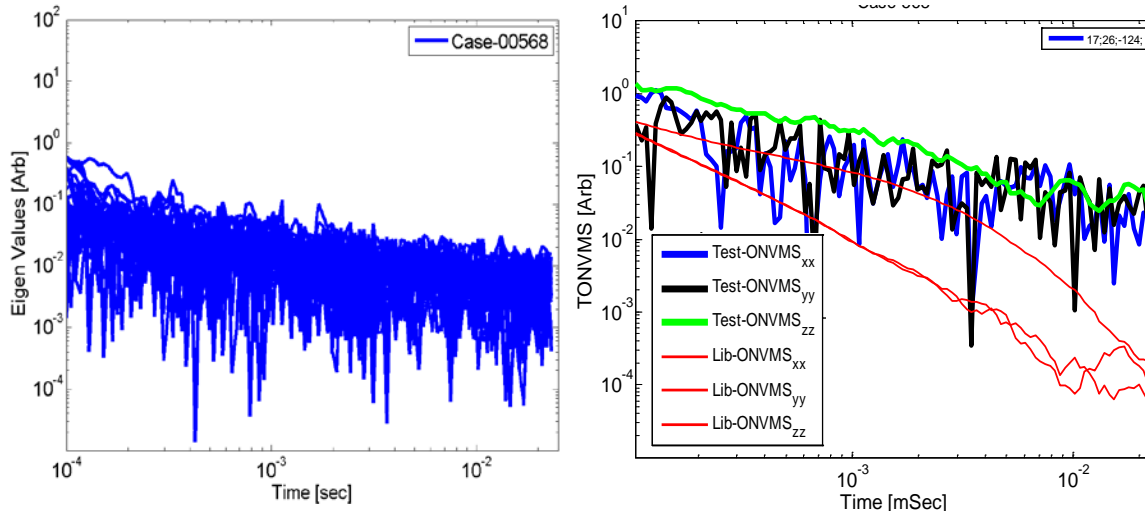 10^2
10^1
10^0
10^-1
10^-2
10^-3
10^-4
Eigen Values [Arb]
Case-00568
10^-4
10^-3
10^-2
Time [sec]
17;26;-124;
10^1
10^0
10^-1
10^-2
10^-3
10^-4
TONVMS [Arb]
Test-ONVMS_xx
Test-ONVMS_yy
Test-ONVMS_zz
Lib-ONVMS_xx
Lib-ONVMS_yy
Lib-ONVMS_zz
10^-3
10^-2
Time [mSec]